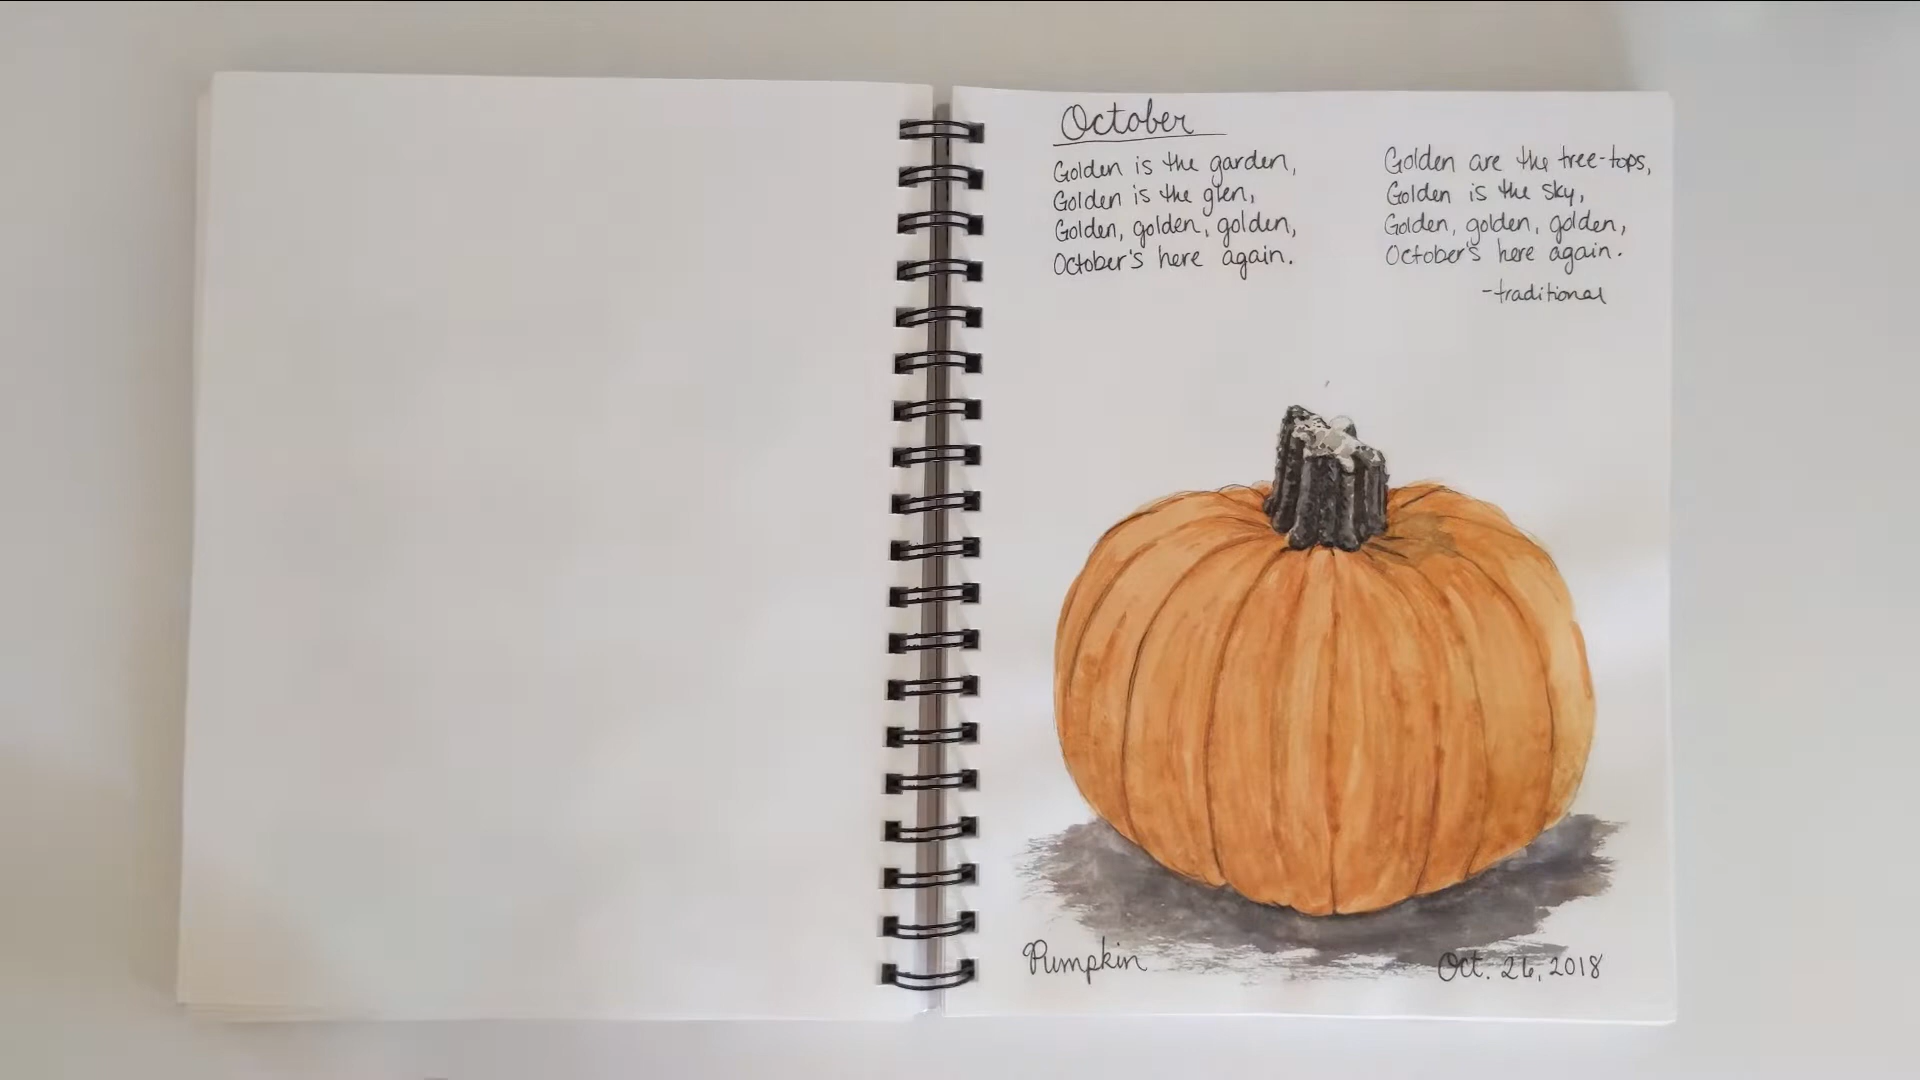 October
Golden is the garden,
Golden is the glen,
Golden, golden, golden,
October's here again.
Golden are the tree-tops,
Golden is the sky,
Golden, golden, golden,
October's here again.
-traditional
Pumpkin
Oct. 26, 2018